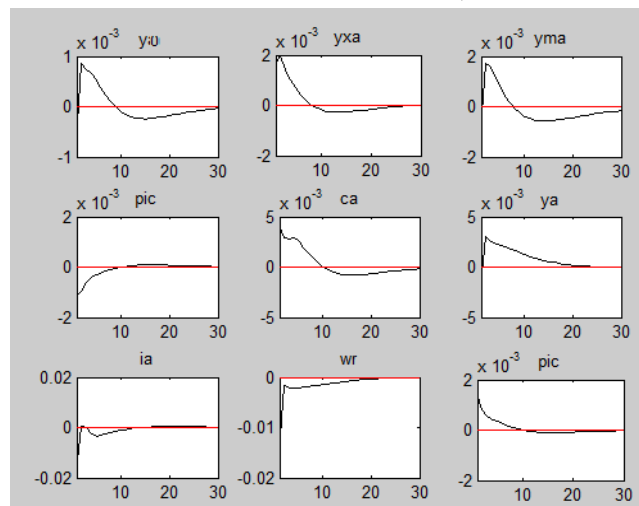 x 10⁻³ yxa x 10⁻³ yma x 10⁻³
1 2 2
0 0 0
-1 -2 -2
10 20 30 10 20 30 10 20 30
x 10⁻³ pic x 10⁻³ ca x 10⁻³ ya
2 5 5
0 0 0
-2 -5 -5
10 20 30 10 20 30 10 20 30
ia wr x 10⁻³ pic
0.02 0 2
0 -0.01 0
-0.02 -0.02 -2
10 20 30 10 20 30 10 20 30